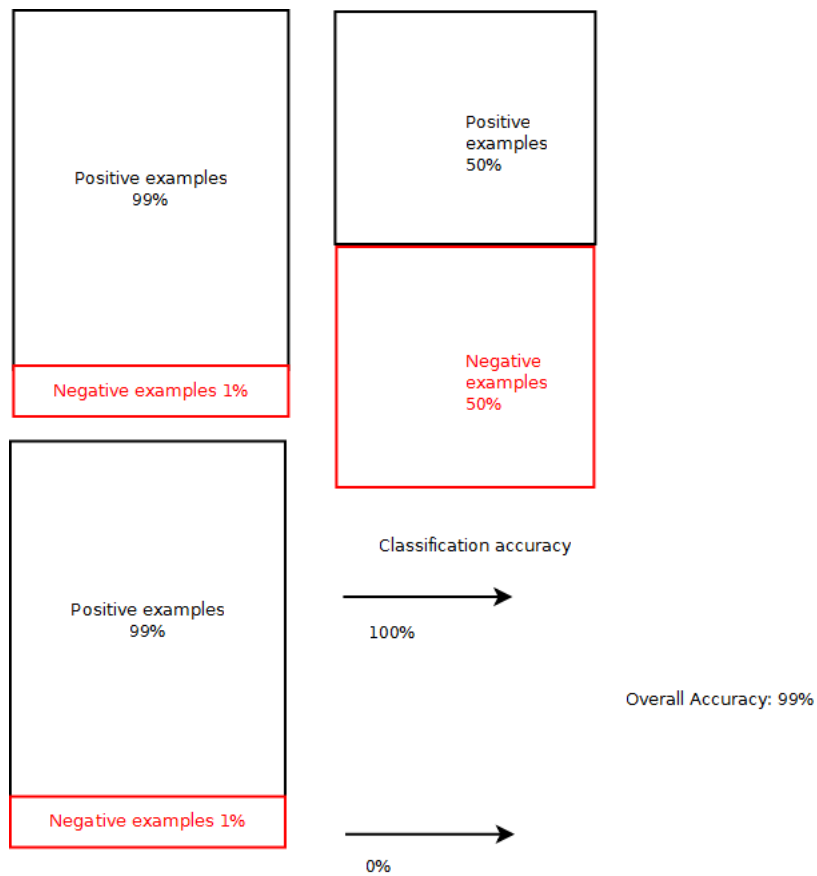 Positive examples
99%
Negative examples 1%
Positive
examples
50%
Negative
examples
50%
Positive examples
99%
Negative examples 1%
Classification accuracy
100%
Overall Accuracy: 99%
0%